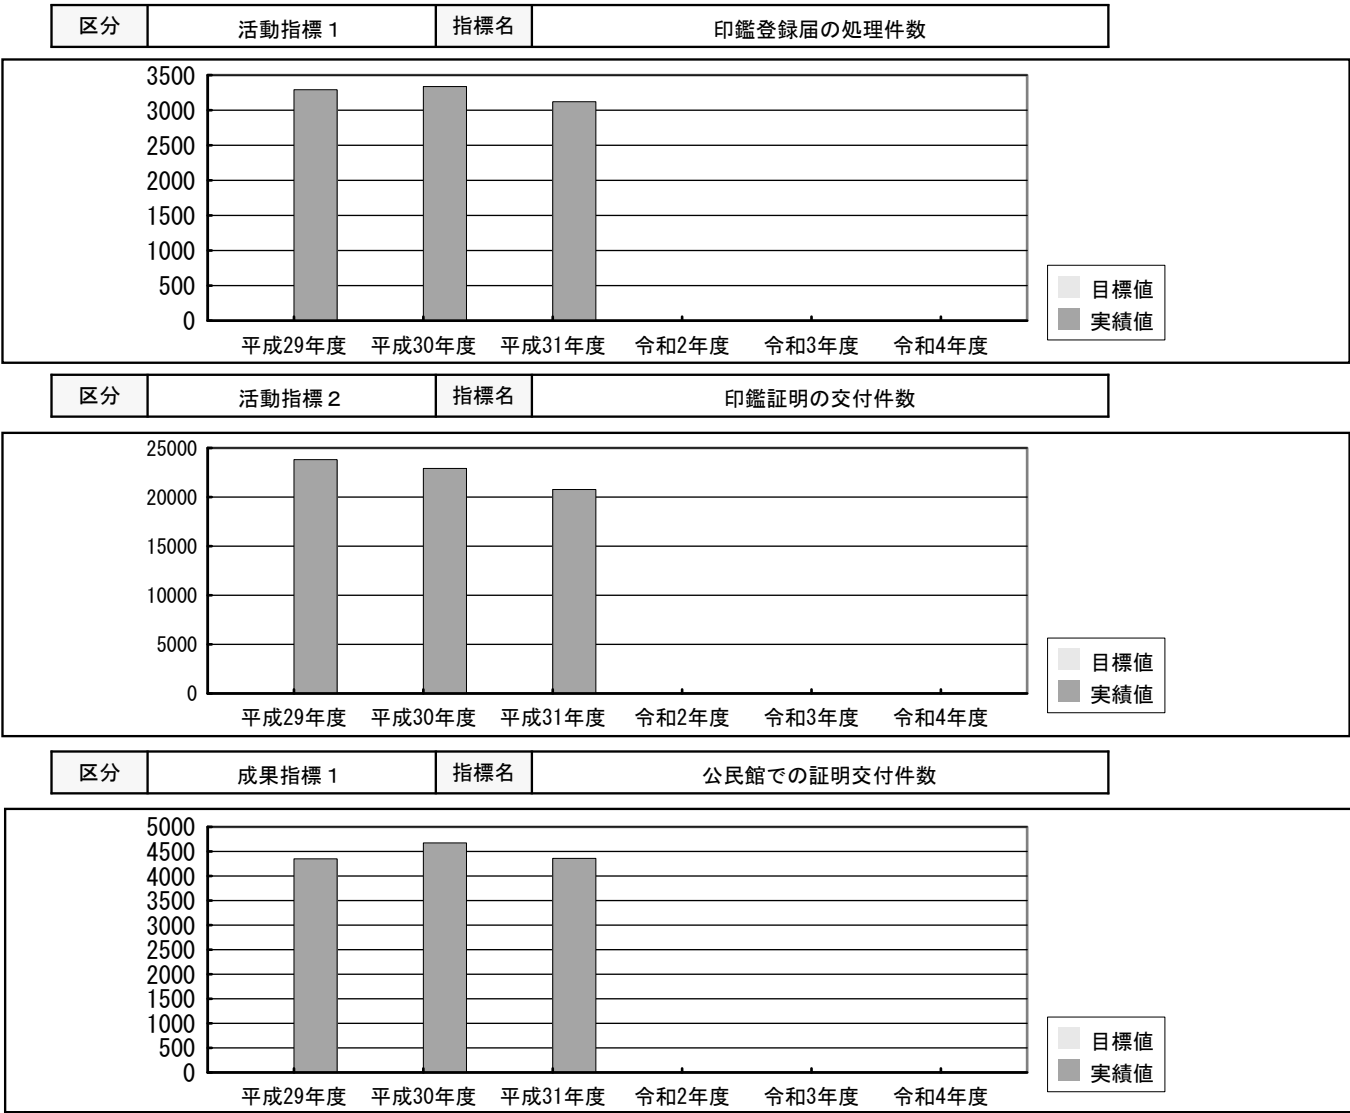 区分 活動指標１ 指標名 印鑑登録届の処理件数
3500
3000
2500
2000
1500
1000
500
0
平成29年度 平成30年度 平成31年度 令和2年度 令和3年度 令和4年度
目標値
実績値
区分 活動指標２ 指標名 印鑑証明の交付件数
25000
20000
15000
10000
5000
0
平成29年度 平成30年度 平成31年度 令和2年度 令和3年度 令和4年度
目標値
実績値
区分 成果指標１ 指標名 公民館での証明交付件数
5000
4500
4000
3500
3000
2500
2000
1500
1000
500
0
平成29年度 平成30年度 平成31年度 令和2年度 令和3年度 令和4年度
目標値
実績値